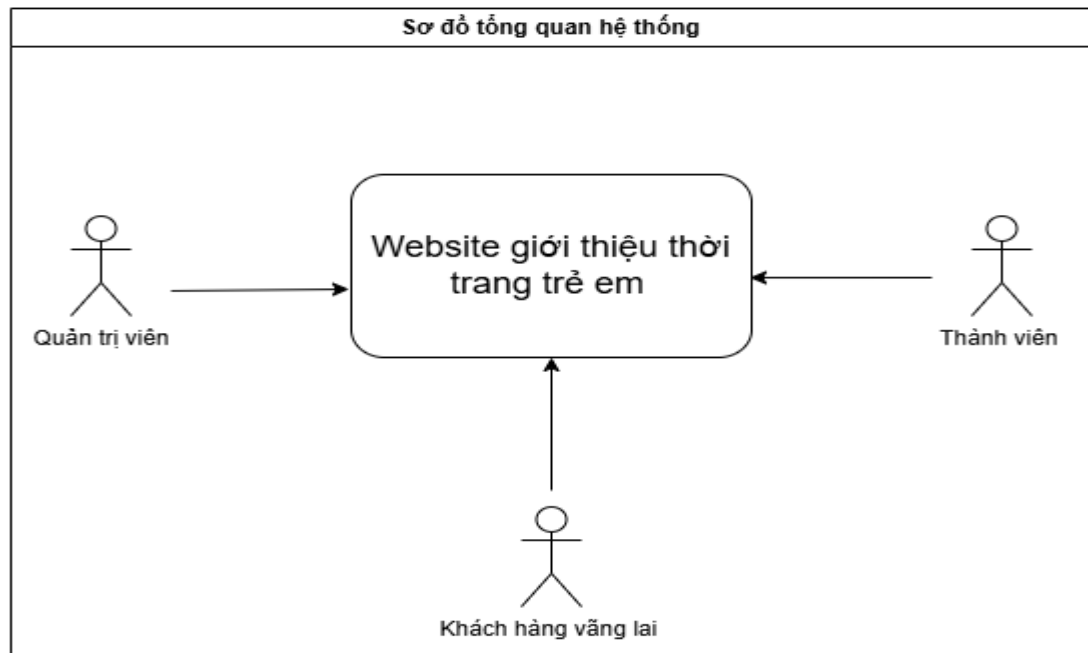 Sơ đồ tổng quan hệ thống
Website giới thiệu thời
trang trẻ em
Quản trị viên
Thành viên
Khách hàng vãng lai